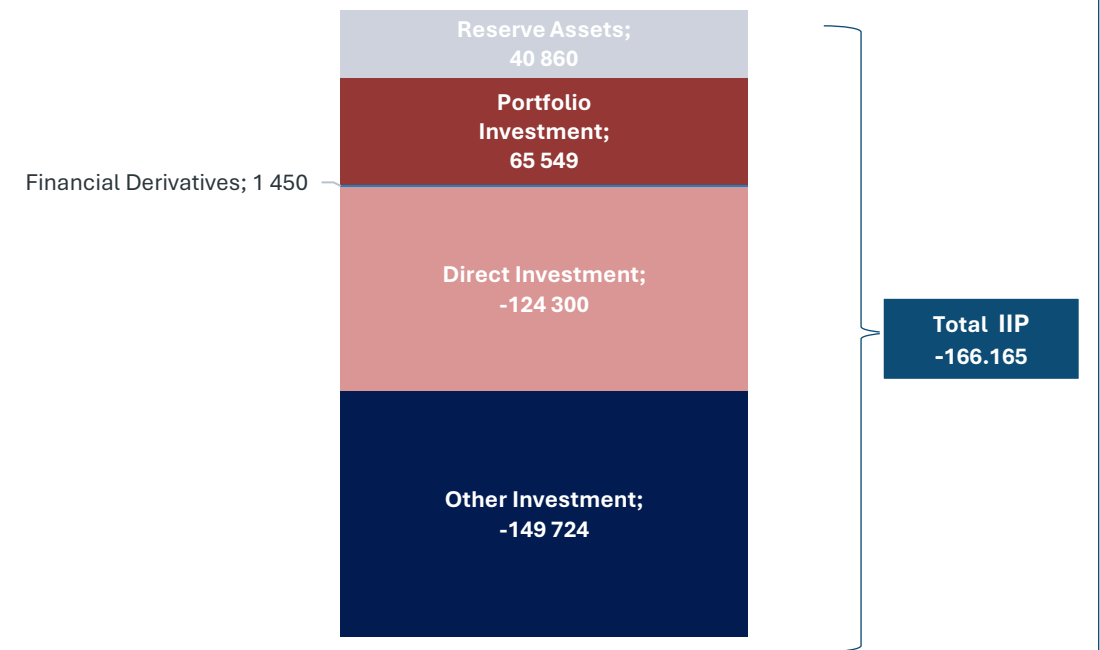 Reserve Assets;
40 860
Portfolio
Investment;
65 549
Financial Derivatives; 1 450
Direct Investment;
-124 300
Total IIP
-166.165
Other Investment;
-149 724